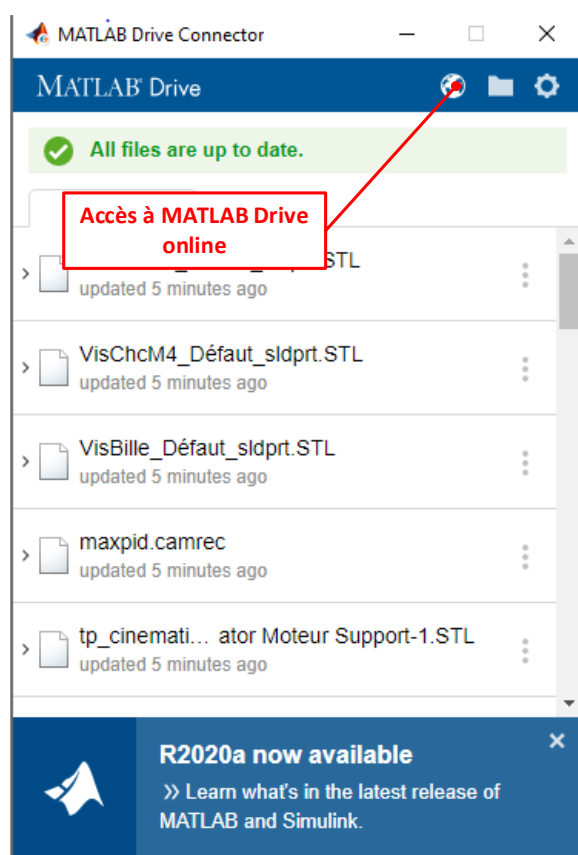 MATLAB Drive Connector
MATLAB® Drive
All files are up to date.
Accès à MATLAB Drive
online
STL
updated 5 minutes ago
VisChcM4_Défaut_sldprt.STL
updated 5 minutes ago
VisBille_Défaut_sldprt.STL
updated 5 minutes ago
maxpid.camrec
updated 5 minutes ago
tp_cinemati... ator Moteur Support-1.STL
updated 5 minutes ago
R2020a now available
» Learn what's in the latest release of
MATLAB and Simulink.